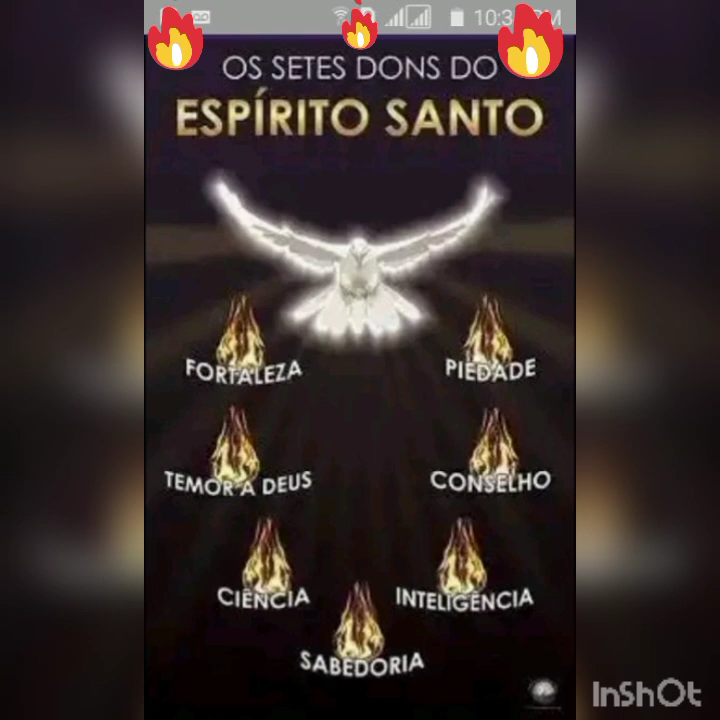 OS SETES DONS DO
ESPÍRITO SANTO
FORTALEZA
PIEDADE
TEMOR A DEUS
CONSELHO
CIÊNCIA
INTELIGÊNCIA
SABEDORIA
InShOt